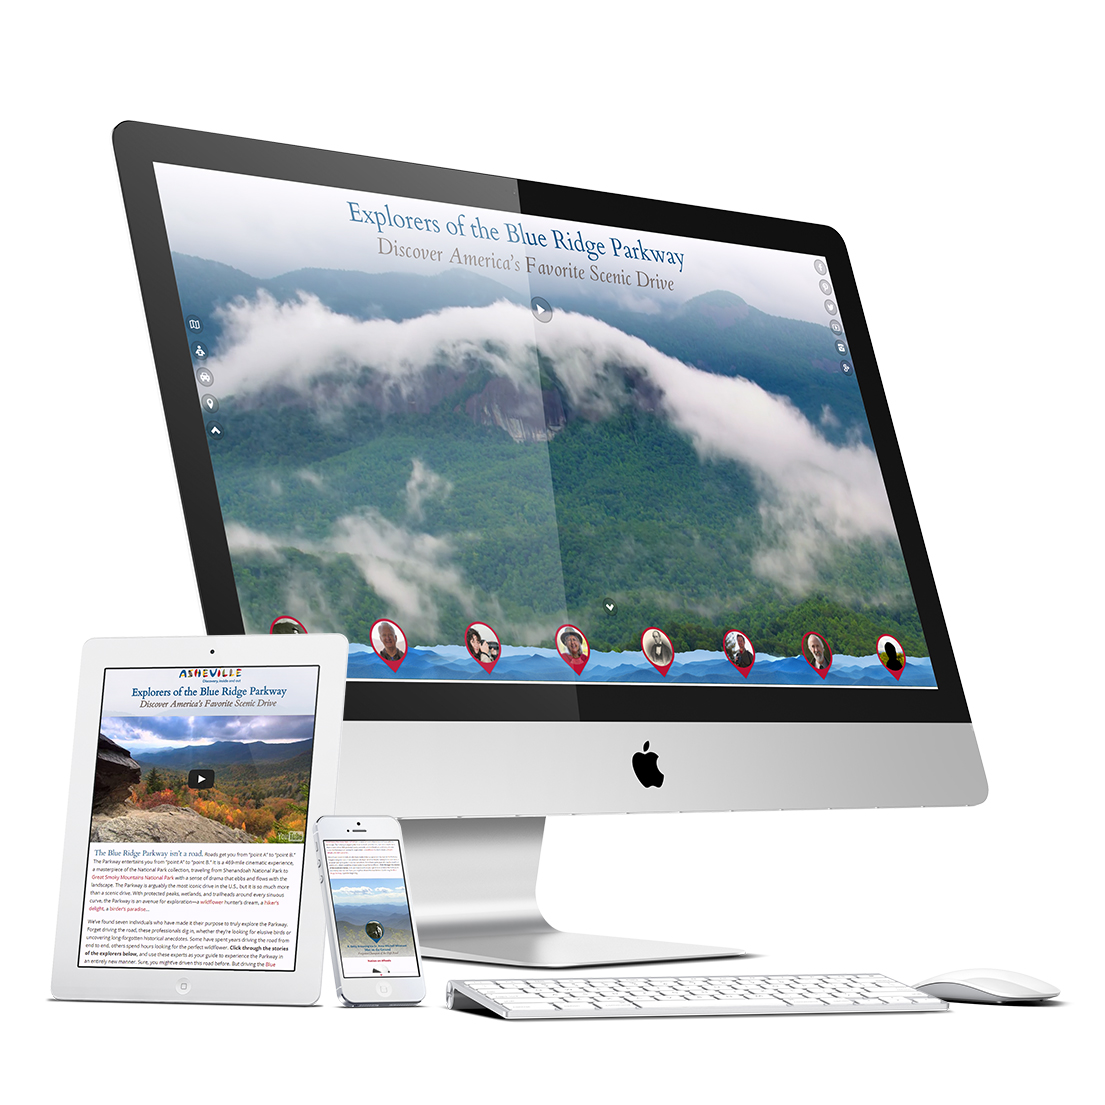 Explorers of the Blue Ridge Parkway
Discover America's Favorite Scenic Drive
ASHEVILLE
Discovery, inside and out.
Explorers of the Blue Ridge Parkway
Discover America's Favorite Scenic Drive
You Tube
The Blue Ridge Parkway isn't a road. Roads get you from "point A" to "point B."
The Parkway entertains you from "point A" to "point B." It is a 469-mile cinematic experience,
a masterpiece of the National Park collection, traveling from Shenandoah National Park to
Great Smoky Mountains National Park with a sense of drama that ebbs and flows with the
landscape. The Parkway is arguably the most iconic drive in the U.S., but it is so much more
than a scenic drive. With protected peaks, wetlands, and trailheads around every sinuous
curve, the Parkway is an avenue for exploration—a wildflower hunter's dream, a hiker's
delight, a birder's paradise...
We've found seven individuals who have made it their purpose to truly explore the Parkway.
Forget driving the road, these professionals dig in, whether they're looking for elusive birds or
uncovering long-forgotten historical anecdotes. Some have spent years driving the road from
end to end, others spend hours looking for the perfect wildflower. Click through the stories
of the explorers below, and use these experts as your guide to experience the Parkway in
an entirely new manner. Sure, you might've driven this road before. But driving the Blue